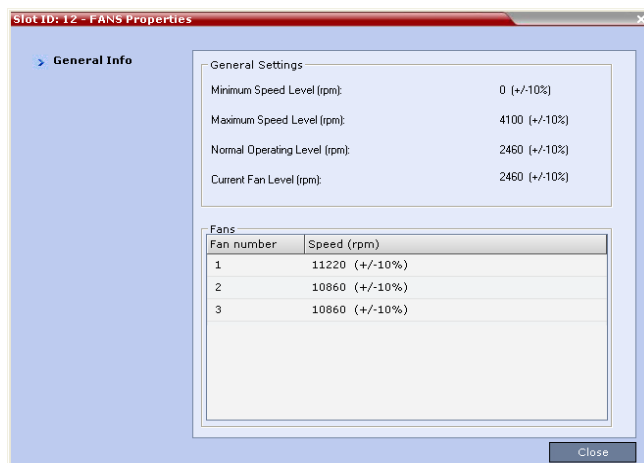 Slot ID: 12 - FANS Properties
General Info
General Settings
Minimum Speed Level (rpm): 0 (+/-10%)
Maximum Speed Level (rpm): 4100 (+/-10%)
Normal Operating Level (rpm): 2460 (+/-10%)
Current Fan Level (rpm): 2460 (+/-10%)
Fans
Fan number Speed (rpm)
1 11220 (+/-10%)
2 10860 (+/-10%)
3 10860 (+/-10%)
Close